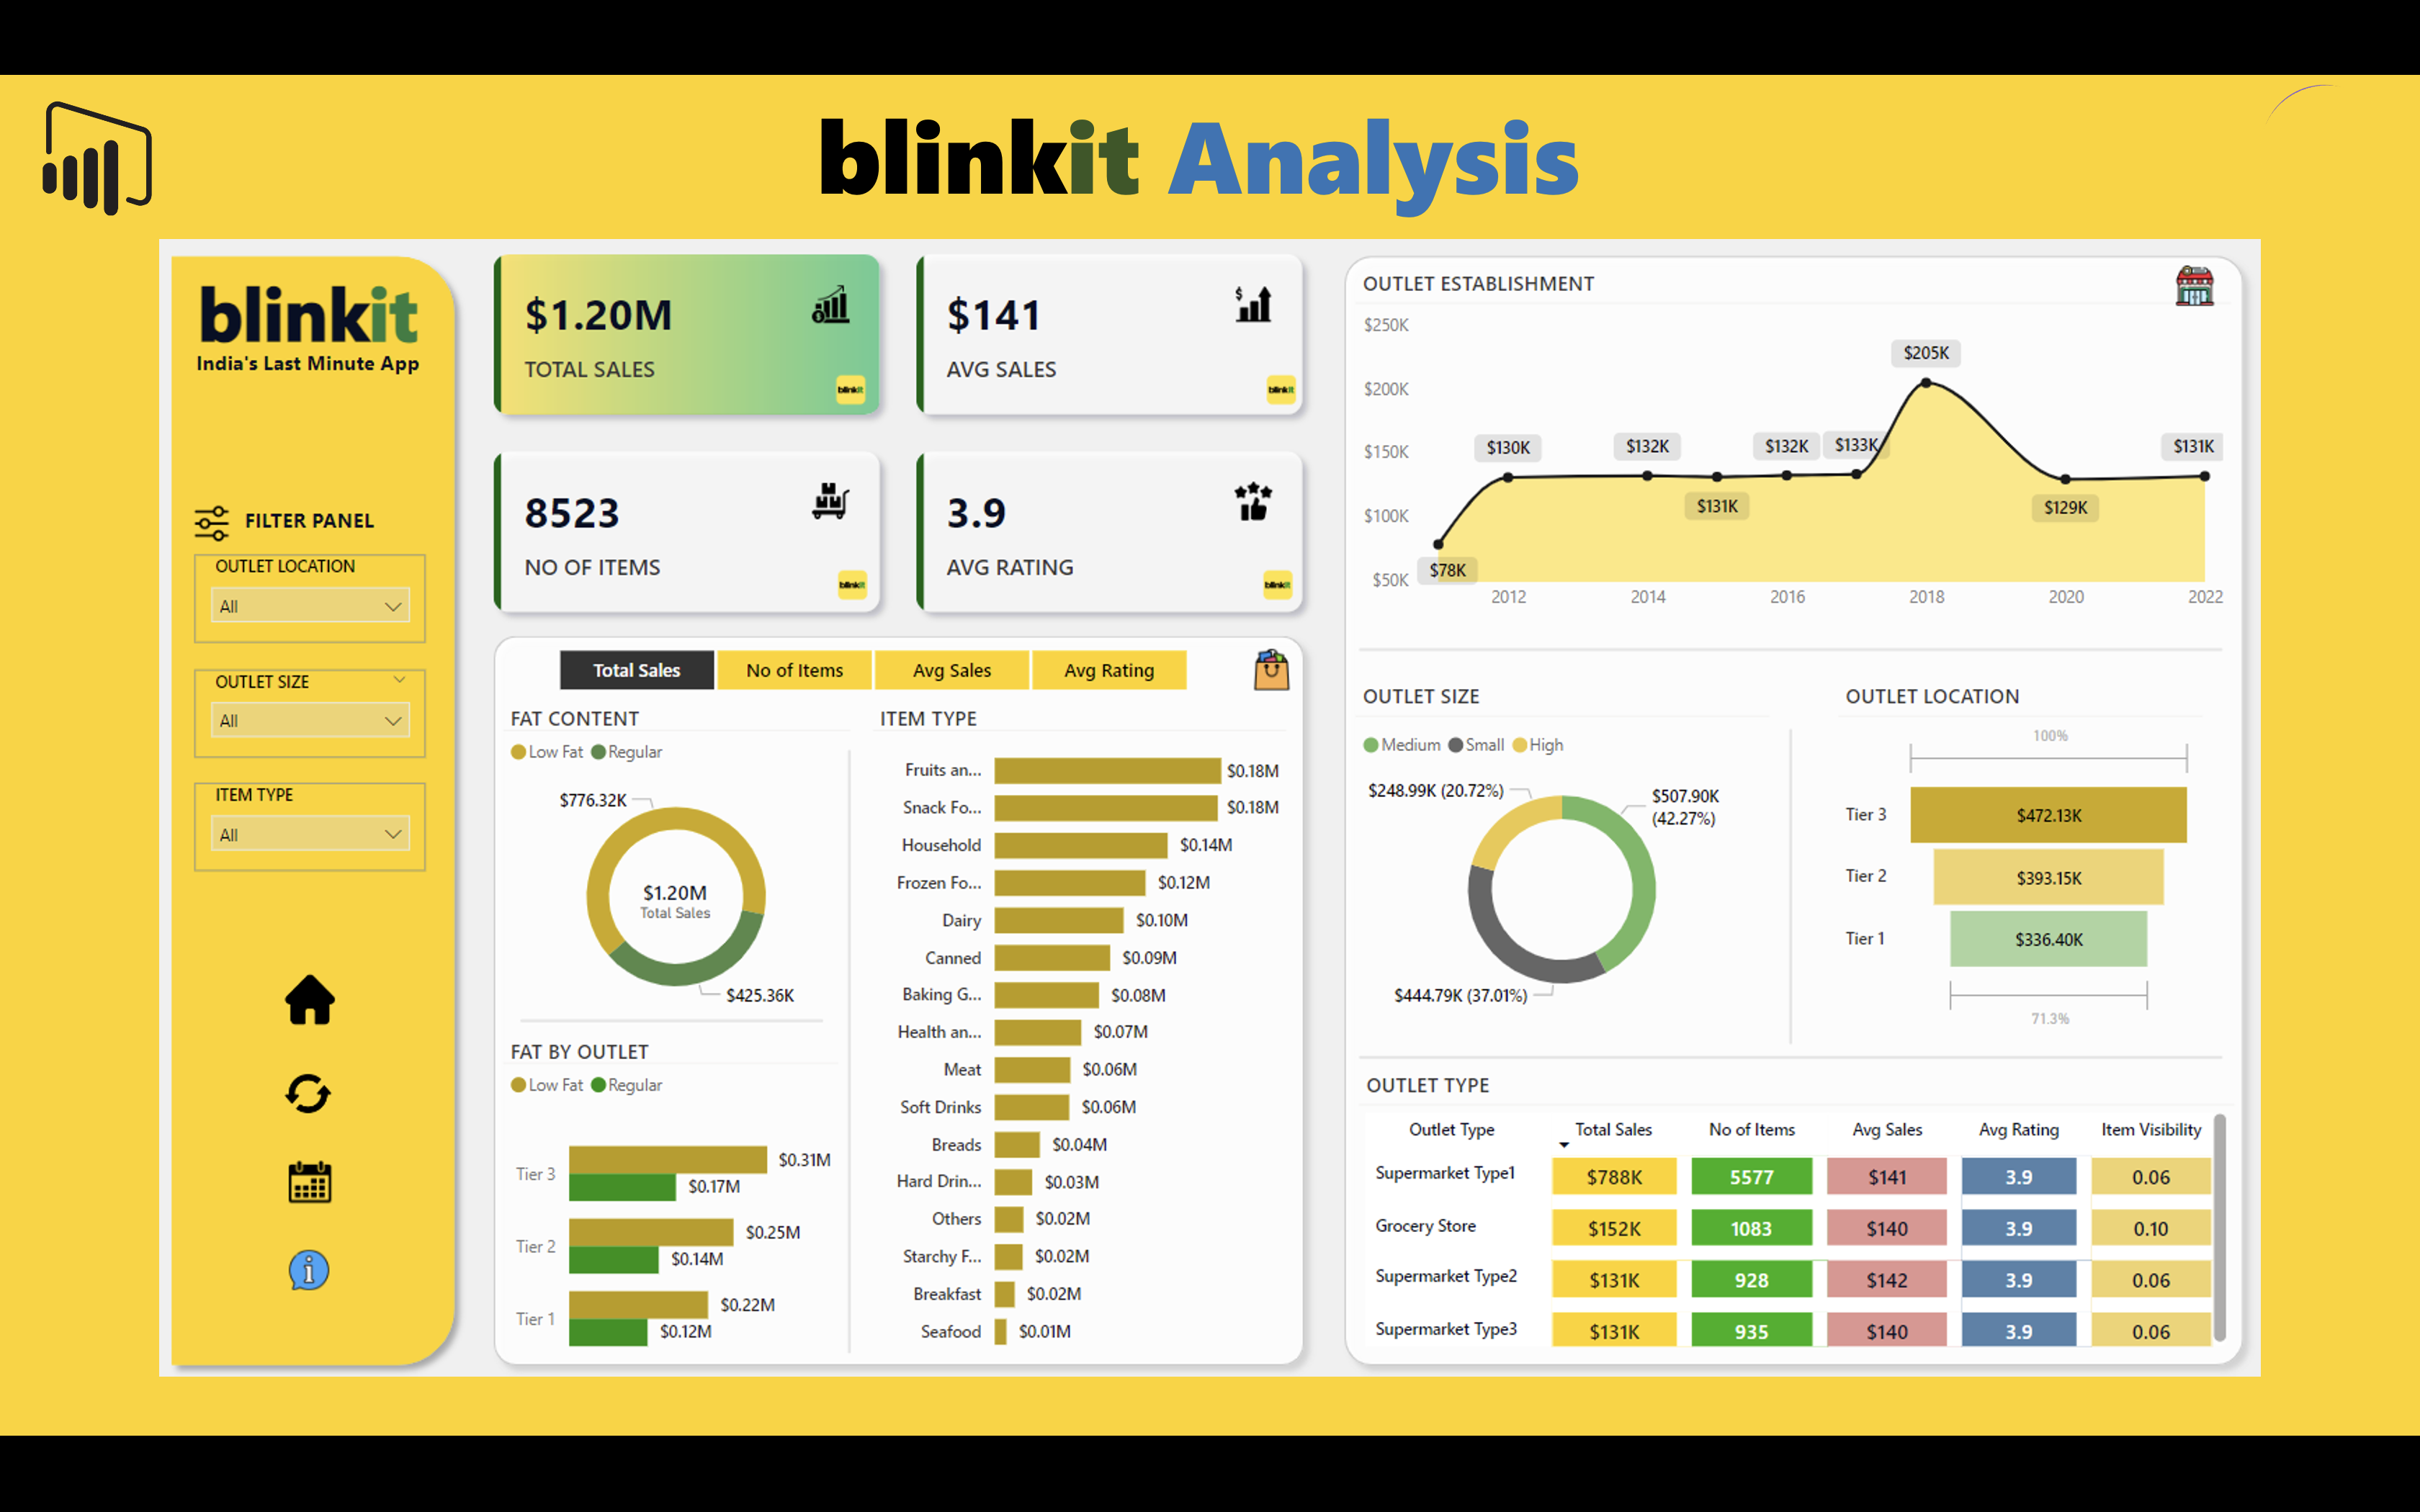 blinkit Analysis
blinkit
India's Last Minute App
FILTER PANEL
OUTLET LOCATION
All
OUTLET SIZE
All
ITEM TYPE
All
$1.20M
TOTAL SALES
blinkit
$141
AVG SALES
blinkit
8523
NO OF ITEMS
blinkit
3.9
AVG RATING
blinkit
Total Sales No of Items Avg Sales Avg Rating
FAT CONTENT
Low Fat Regular
$776.32K
$1.20M
Total Sales
$425.36K
FAT BY OUTLET
Low Fat Regular
Tier 3 $0.31M
$0.17M
Tier 2 $0.25M
$0.14M
Tier 1 $0.22M
$0.12M
ITEM TYPE
Fruits an... $0.18M
Snack Fo... $0.18M
Household $0.14M
Frozen Fo... $0.12M
Dairy $0.10M
Canned $0.09M
Baking G... $0.08M
Health an... $0.07M
Meat $0.06M
Soft Drinks $0.06M
Breads $0.04M
Hard Drin... $0.03M
Others $0.02M
Starchy F... $0.02M
Breakfast $0.02M
Seafood $0.01M
OUTLET ESTABLISHMENT
$250K
$200K
$150K
$100K
$50K
$78K
$130K
$132K
$131K
$132K
$133K
$205K
$129K
$131K
2012 2014 2016 2018 2020 2022
OUTLET SIZE
Medium Small High
$248.99K (20.72%)
$507.90K
(42.27%)
$444.79K (37.01%)
OUTLET LOCATION
100%
Tier 3 $472.13K
Tier 2 $393.15K
Tier 1 $336.40K
71.3%
OUTLET TYPE
Outlet Type Total Sales No of Items Avg Sales Avg Rating Item Visibility
Supermarket Type1 $788K 5577 $141 3.9 0.06
Grocery Store $152K 1083 $140 3.9 0.10
Supermarket Type2 $131K 928 $142 3.9 0.06
Supermarket Type3 $131K 935 $140 3.9 0.06